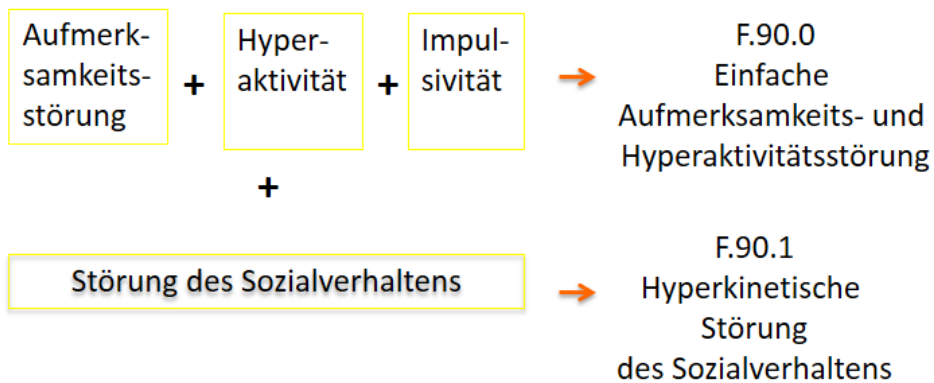 Aufmerk-
samkeits-
störung
+
Hyper-
aktivität
+
Impul-
sivität
F.90.0
Einfache
Aufmerksamkeits- und
Hyperaktivitätsstörung
+
Störung des Sozialverhaltens
F.90.1
Hyperkinetische
Störung
des Sozialverhaltens